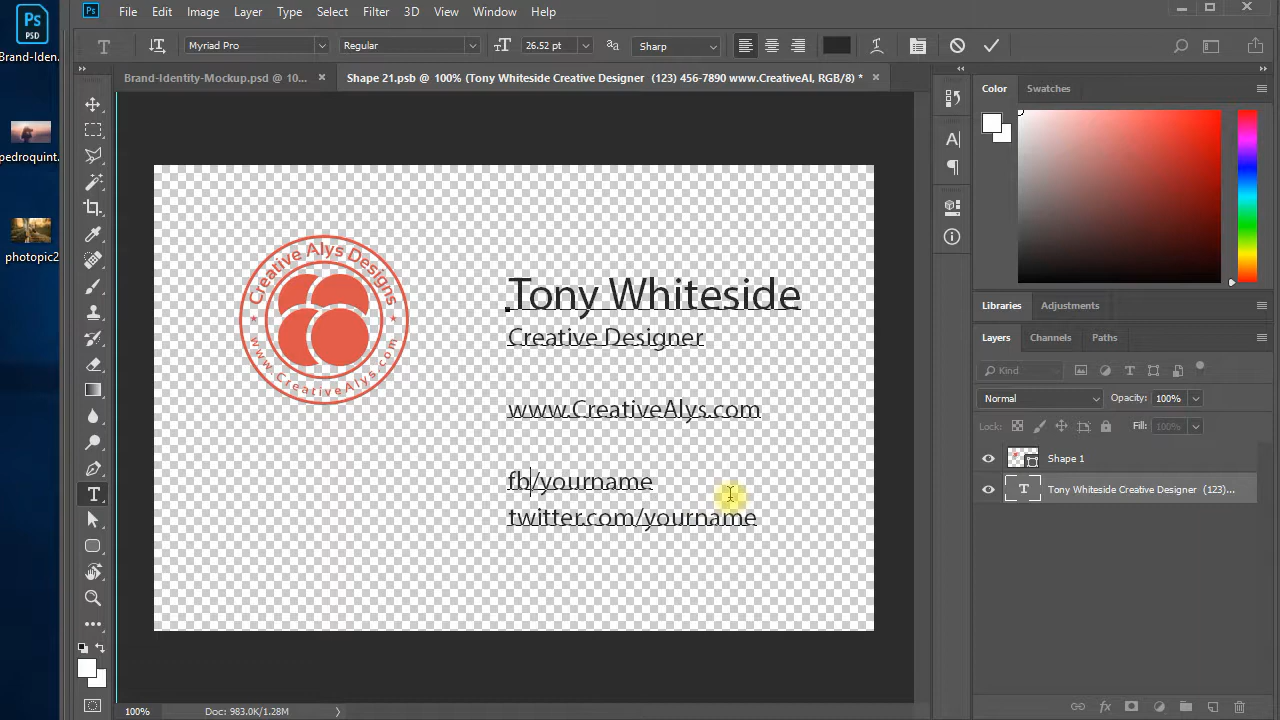 Ps
PSD
Brand-Iden...
pedroquint.
photopic2
Ps
File Edit Image Layer Type Select Filter 3D View Window Help
T Myriad Pro Regular 26.52 pt aa Sharp
Brand-Identity-Mockup.psd @ 10... × Shape 21.psb @ 100% (Tony Whiteside Creative Designer (123) 456-7890 www.CreativeAl, RGB/8) * ×
Creative Alys Designs
www.CreativeAlys.com
Tony Whiteside
Creative Designer
www.CreativeAlys.com
fb/yourname
twitter.com/yourname
100% Doc: 983.0K/1.28M
Color Swatches
Libraries Adjustments
Layers Channels Paths
Kind
Normal Opacity: 100%
Lock: Fill: 100%
Shape 1
T Tony Whiteside Creative Designer (123)...
fx